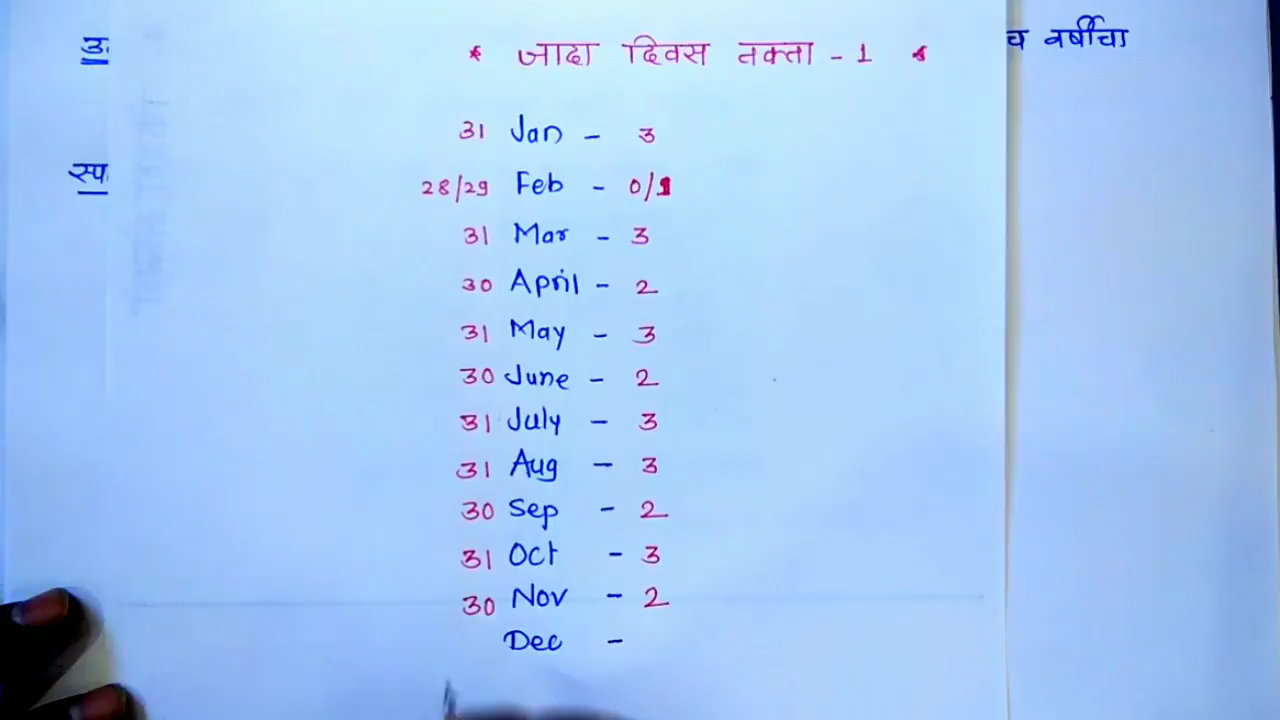 * जादा दिवस तक्ता - 1 *
च वर्षीचा
उ.
स्प
31 Jan - 3
28/29 Feb - 0/1
31 Mar - 3
30 April - 2
31 May - 3
30 June - 2
31 July - 3
31 Aug - 3
30 Sep - 2
31 Oct - 3
30 Nov - 2
Dec -